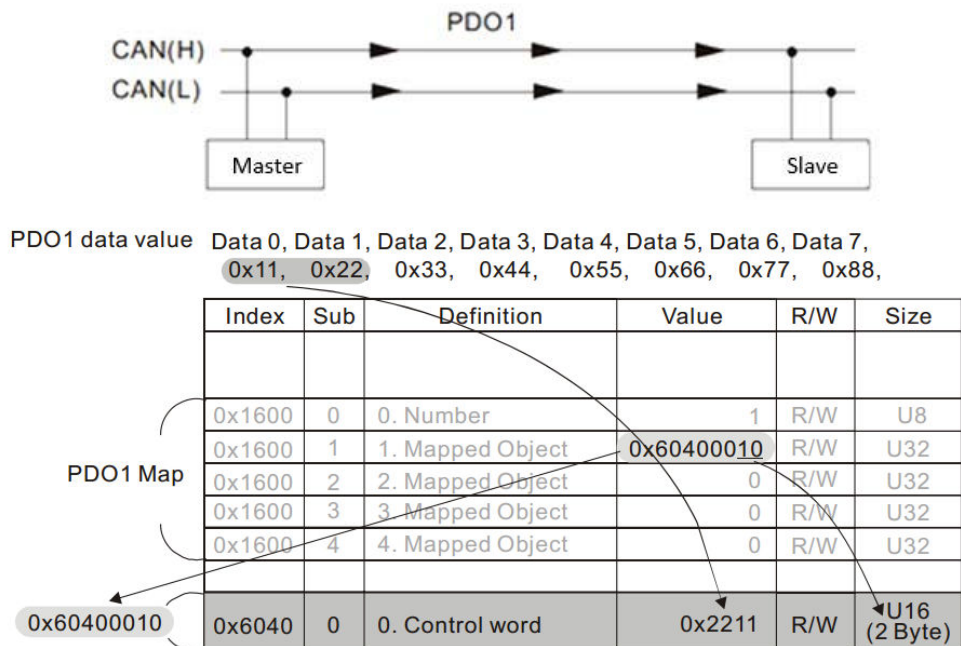 PDO1
CAN(H)
CAN(L)
Master Slave
PDO1 data value Data 0, Data 1, Data 2, Data 3, Data 4, Data 5, Data 6, Data 7,
0x11, 0x22, 0x33, 0x44, 0x55, 0x66, 0x77, 0x88,
Index Sub Definition Value R/W Size
0x1600 0 0. Number 1 R/W U8
0x1600 1 1. Mapped Object 0x60400010 R/W U32
PDO1 Map
0x1600 2 2. Mapped Object 0 R/W U32
0x1600 3 3. Mapped Object 0 R/W U32
0x1600 4 4. Mapped Object 0 R/W U32
0x60400010 0x6040 0 0. Control word 0x2211 R/W U16
(2 Byte)